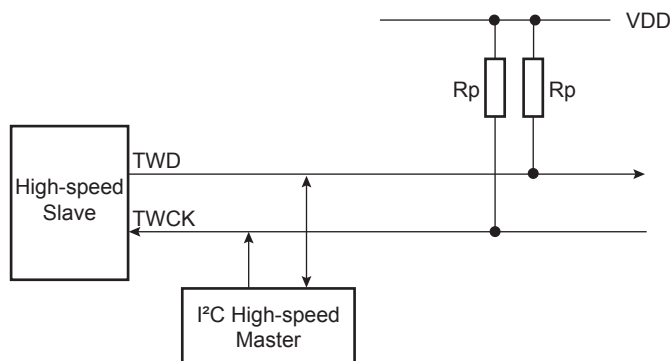 VDD
Rp
Rp
TWD
High-speed
Slave
TWCK
I²C High-speed
Master